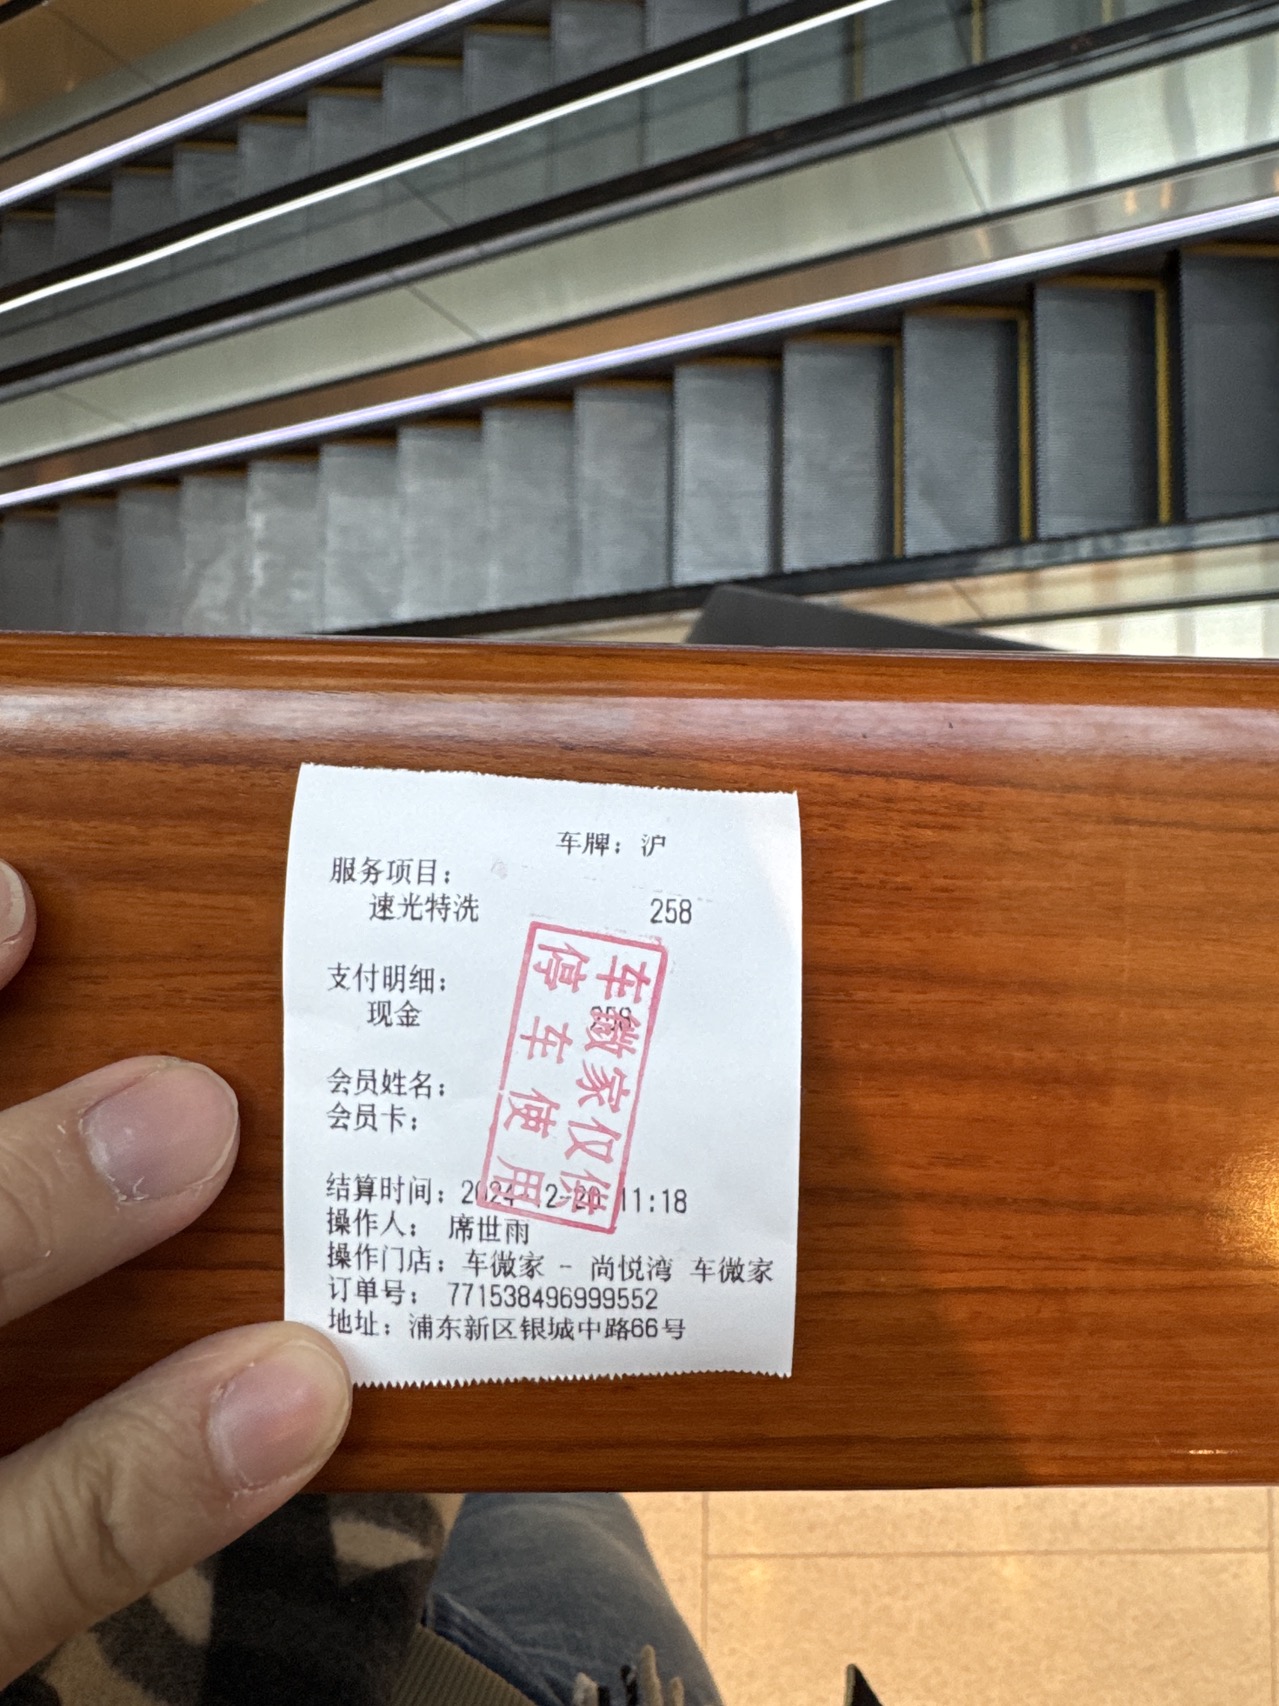 车牌：沪
服务项目：
速光特洗 258
支付明细：
现金 258
会员姓名：
会员卡：
结算时间：2024-12-20 11:18
操作人： 席世雨
操作门店：车微家 - 尚悦湾 车微家
订单号： 771538496999552
地址：浦东新区银城中路66号
车微家仅供
停车使用